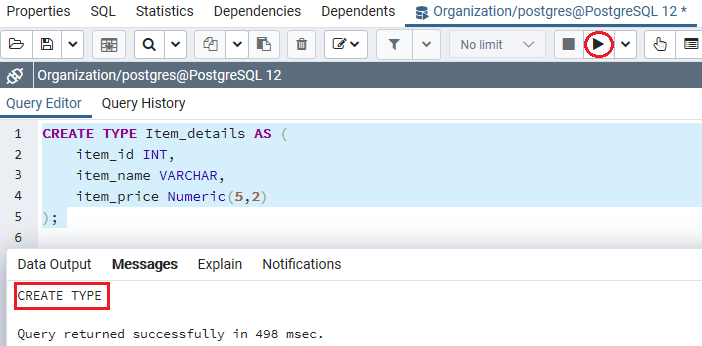 Properties SQL Statistics Dependencies Dependents Organization/postgres@PostgreSQL 12 *
No limit
Organization/postgres@PostgreSQL 12
Query Editor Query History
1 CREATE TYPE Item_details AS (
2 item_id INT,
3 item_name VARCHAR,
4 item_price Numeric(5,2)
5 );
6
Data Output Messages Explain Notifications
CREATE TYPE
Query returned successfully in 498 msec.